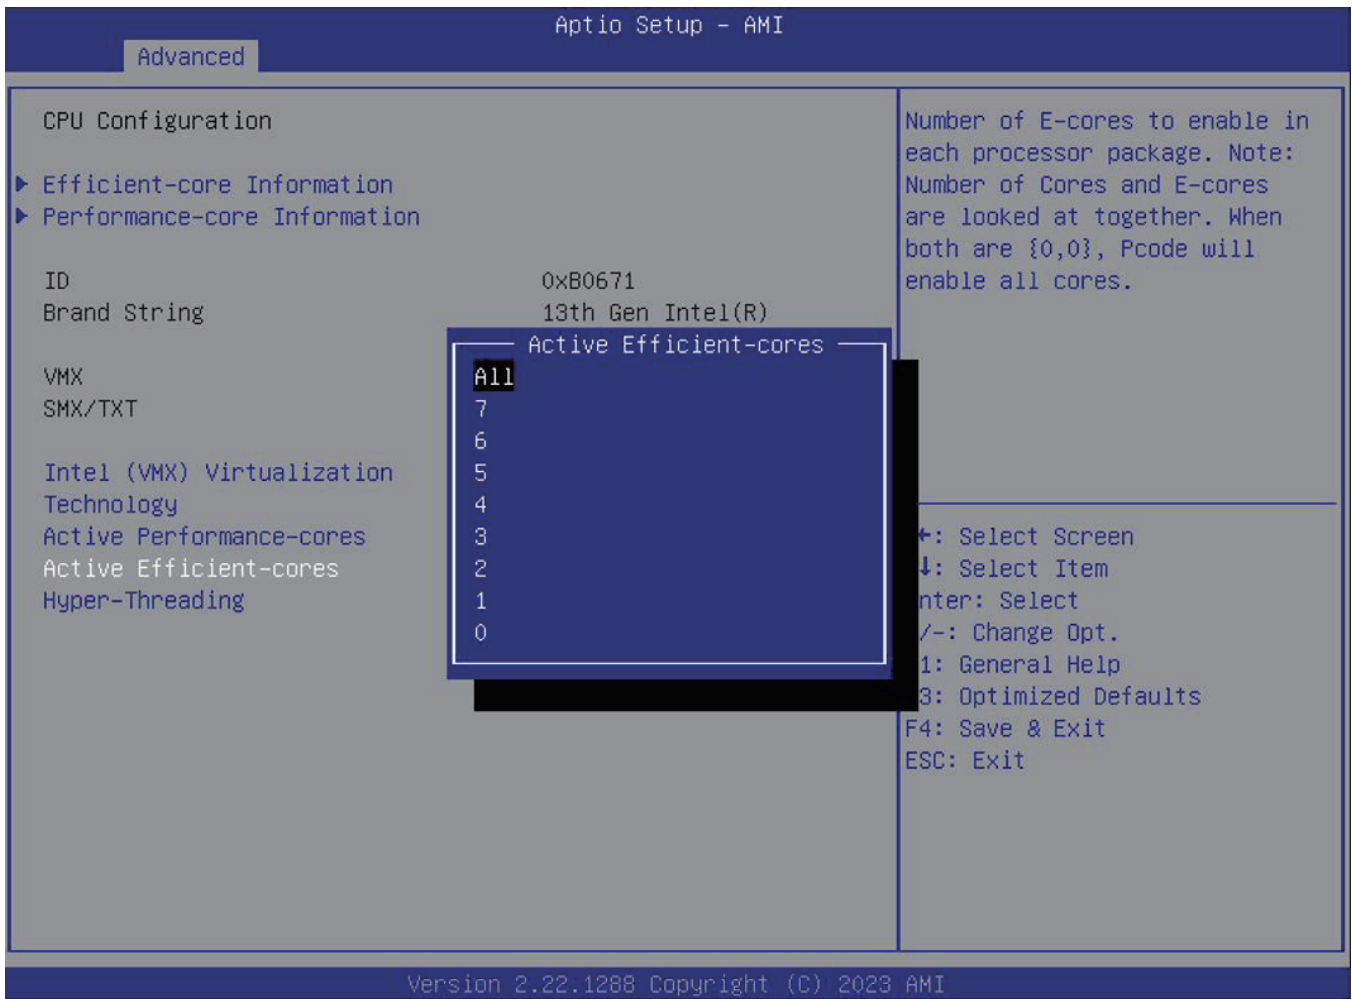 Aptio Setup - AMI
Advanced
CPU Configuration
Efficient-core Information
Performance-core Information
ID 0xB0671
Brand String 13th Gen Intel(R)
VMX
SMX/TXT
Intel (VMX) Virtualization
Technology
Active Performance-cores
Active Efficient-cores
Hyper-Threading
Active Efficient-cores
All
7
6
5
4
3
2
1
0
Number of E-cores to enable in
each processor package. Note:
Number of Cores and E-cores
are looked at together. When
both are {0,0}, Pcode will
enable all cores.
←: Select Screen
↓: Select Item
nter: Select
/-: Change Opt.
1: General Help
3: Optimized Defaults
F4: Save & Exit
ESC: Exit
Version 2.22.1288 Copyright (C) 2023 AMI